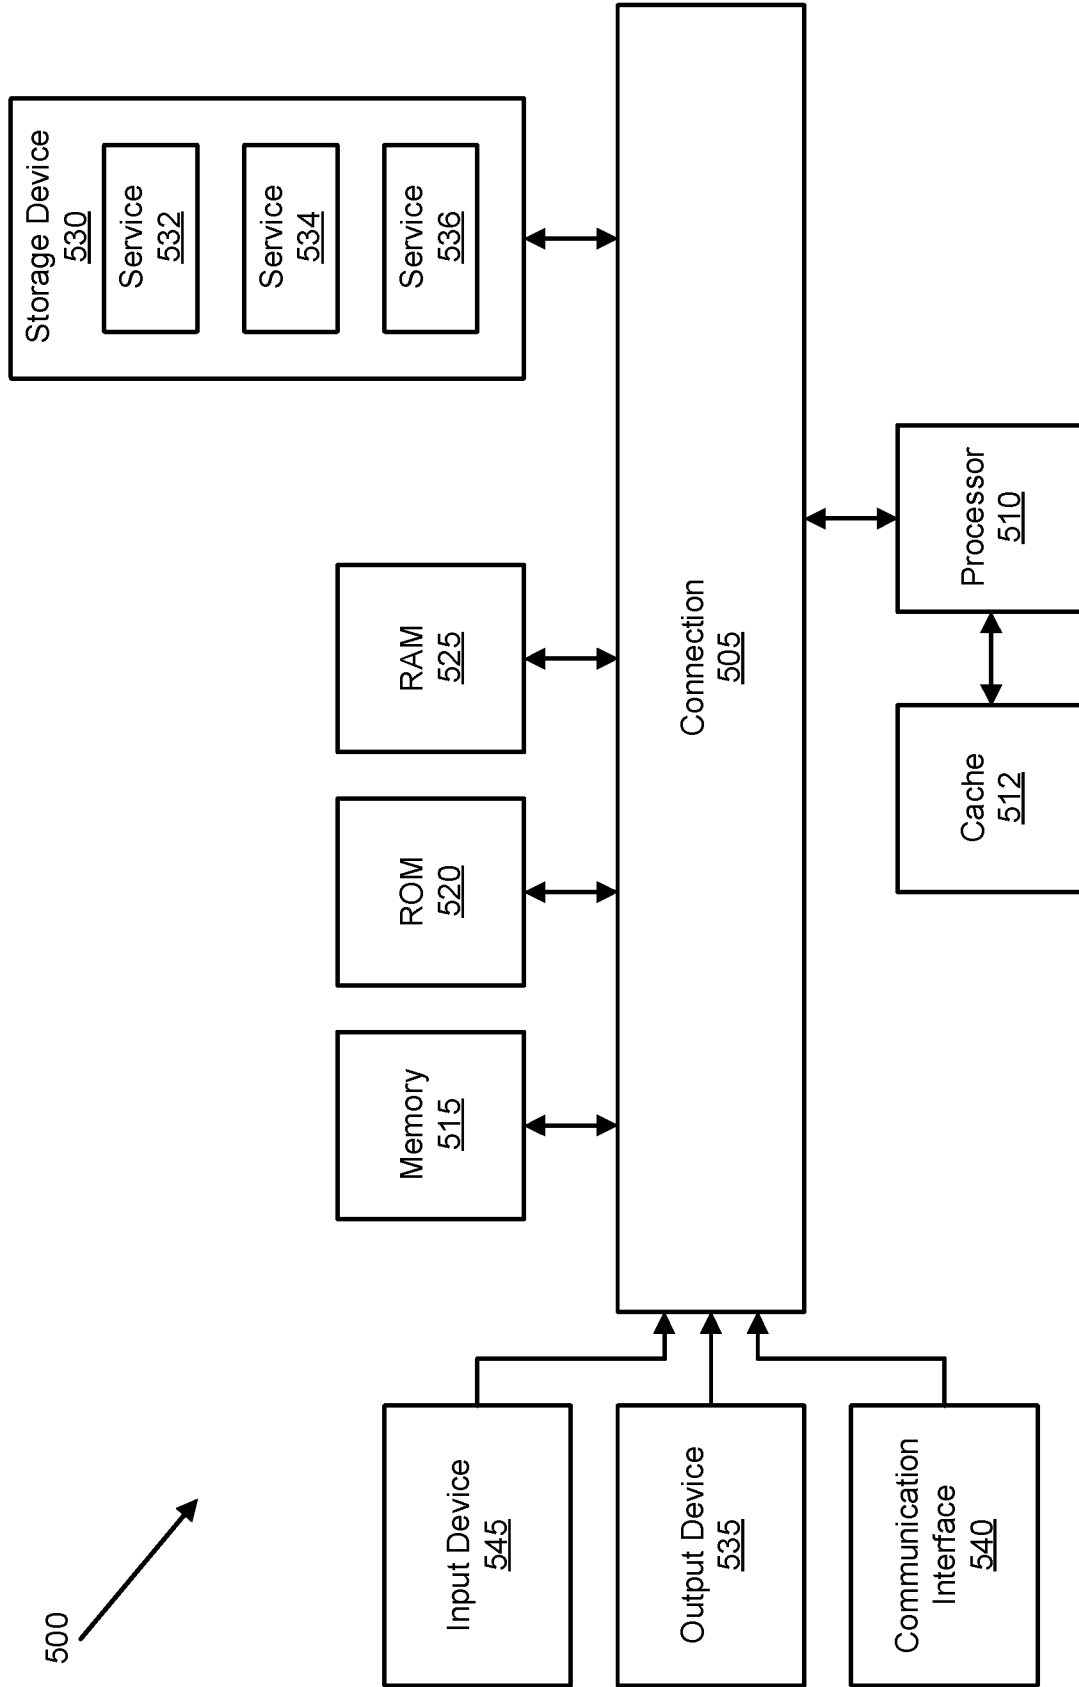 500
Input Device
545
Output Device
535
Communication
Interface
540
Memory
515
ROM
520
RAM
525
Storage Device
530
Service
532
Service
534
Service
536
Connection
505
Cache
512
Processor
510